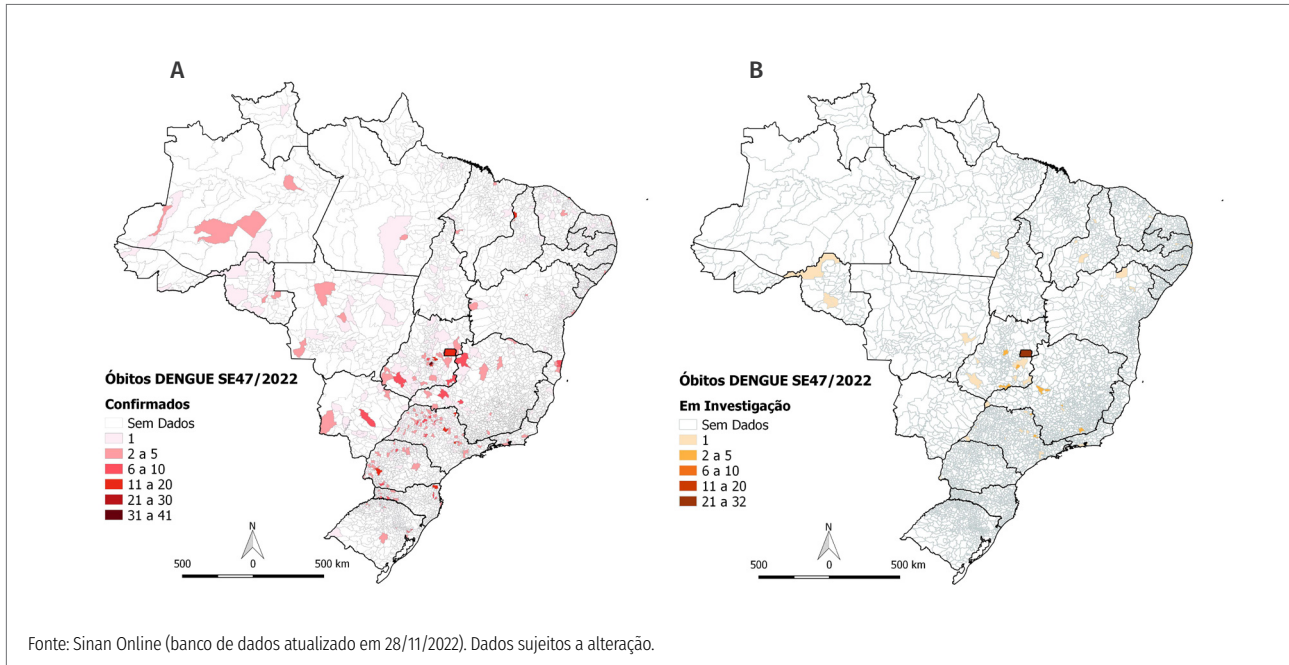 A
Óbitos DENGUE SE47/2022
Confirmados
Sem Dados
1
2 a 5
6 a 10
11 a 20
21 a 30
31 a 41
N
500 0 500 km
B
Óbitos DENGUE SE47/2022
Em Investigação
Sem Dados
1
2 a 5
6 a 10
11 a 20
21 a 32
N
500 0 500 km
Fonte: Sinan Online (banco de dados atualizado em 28/11/2022). Dados sujeitos a alteração.